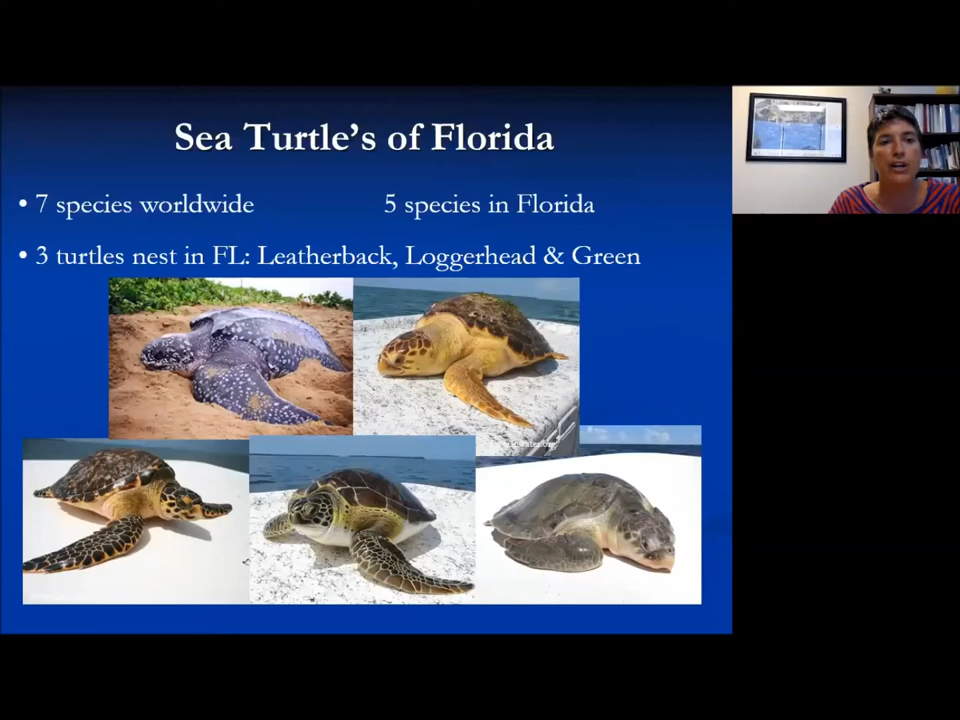 Sea Turtle's of Florida
• 7 species worldwide 5 species in Florida
• 3 turtles nest in FL: Leatherback, Loggerhead & Green